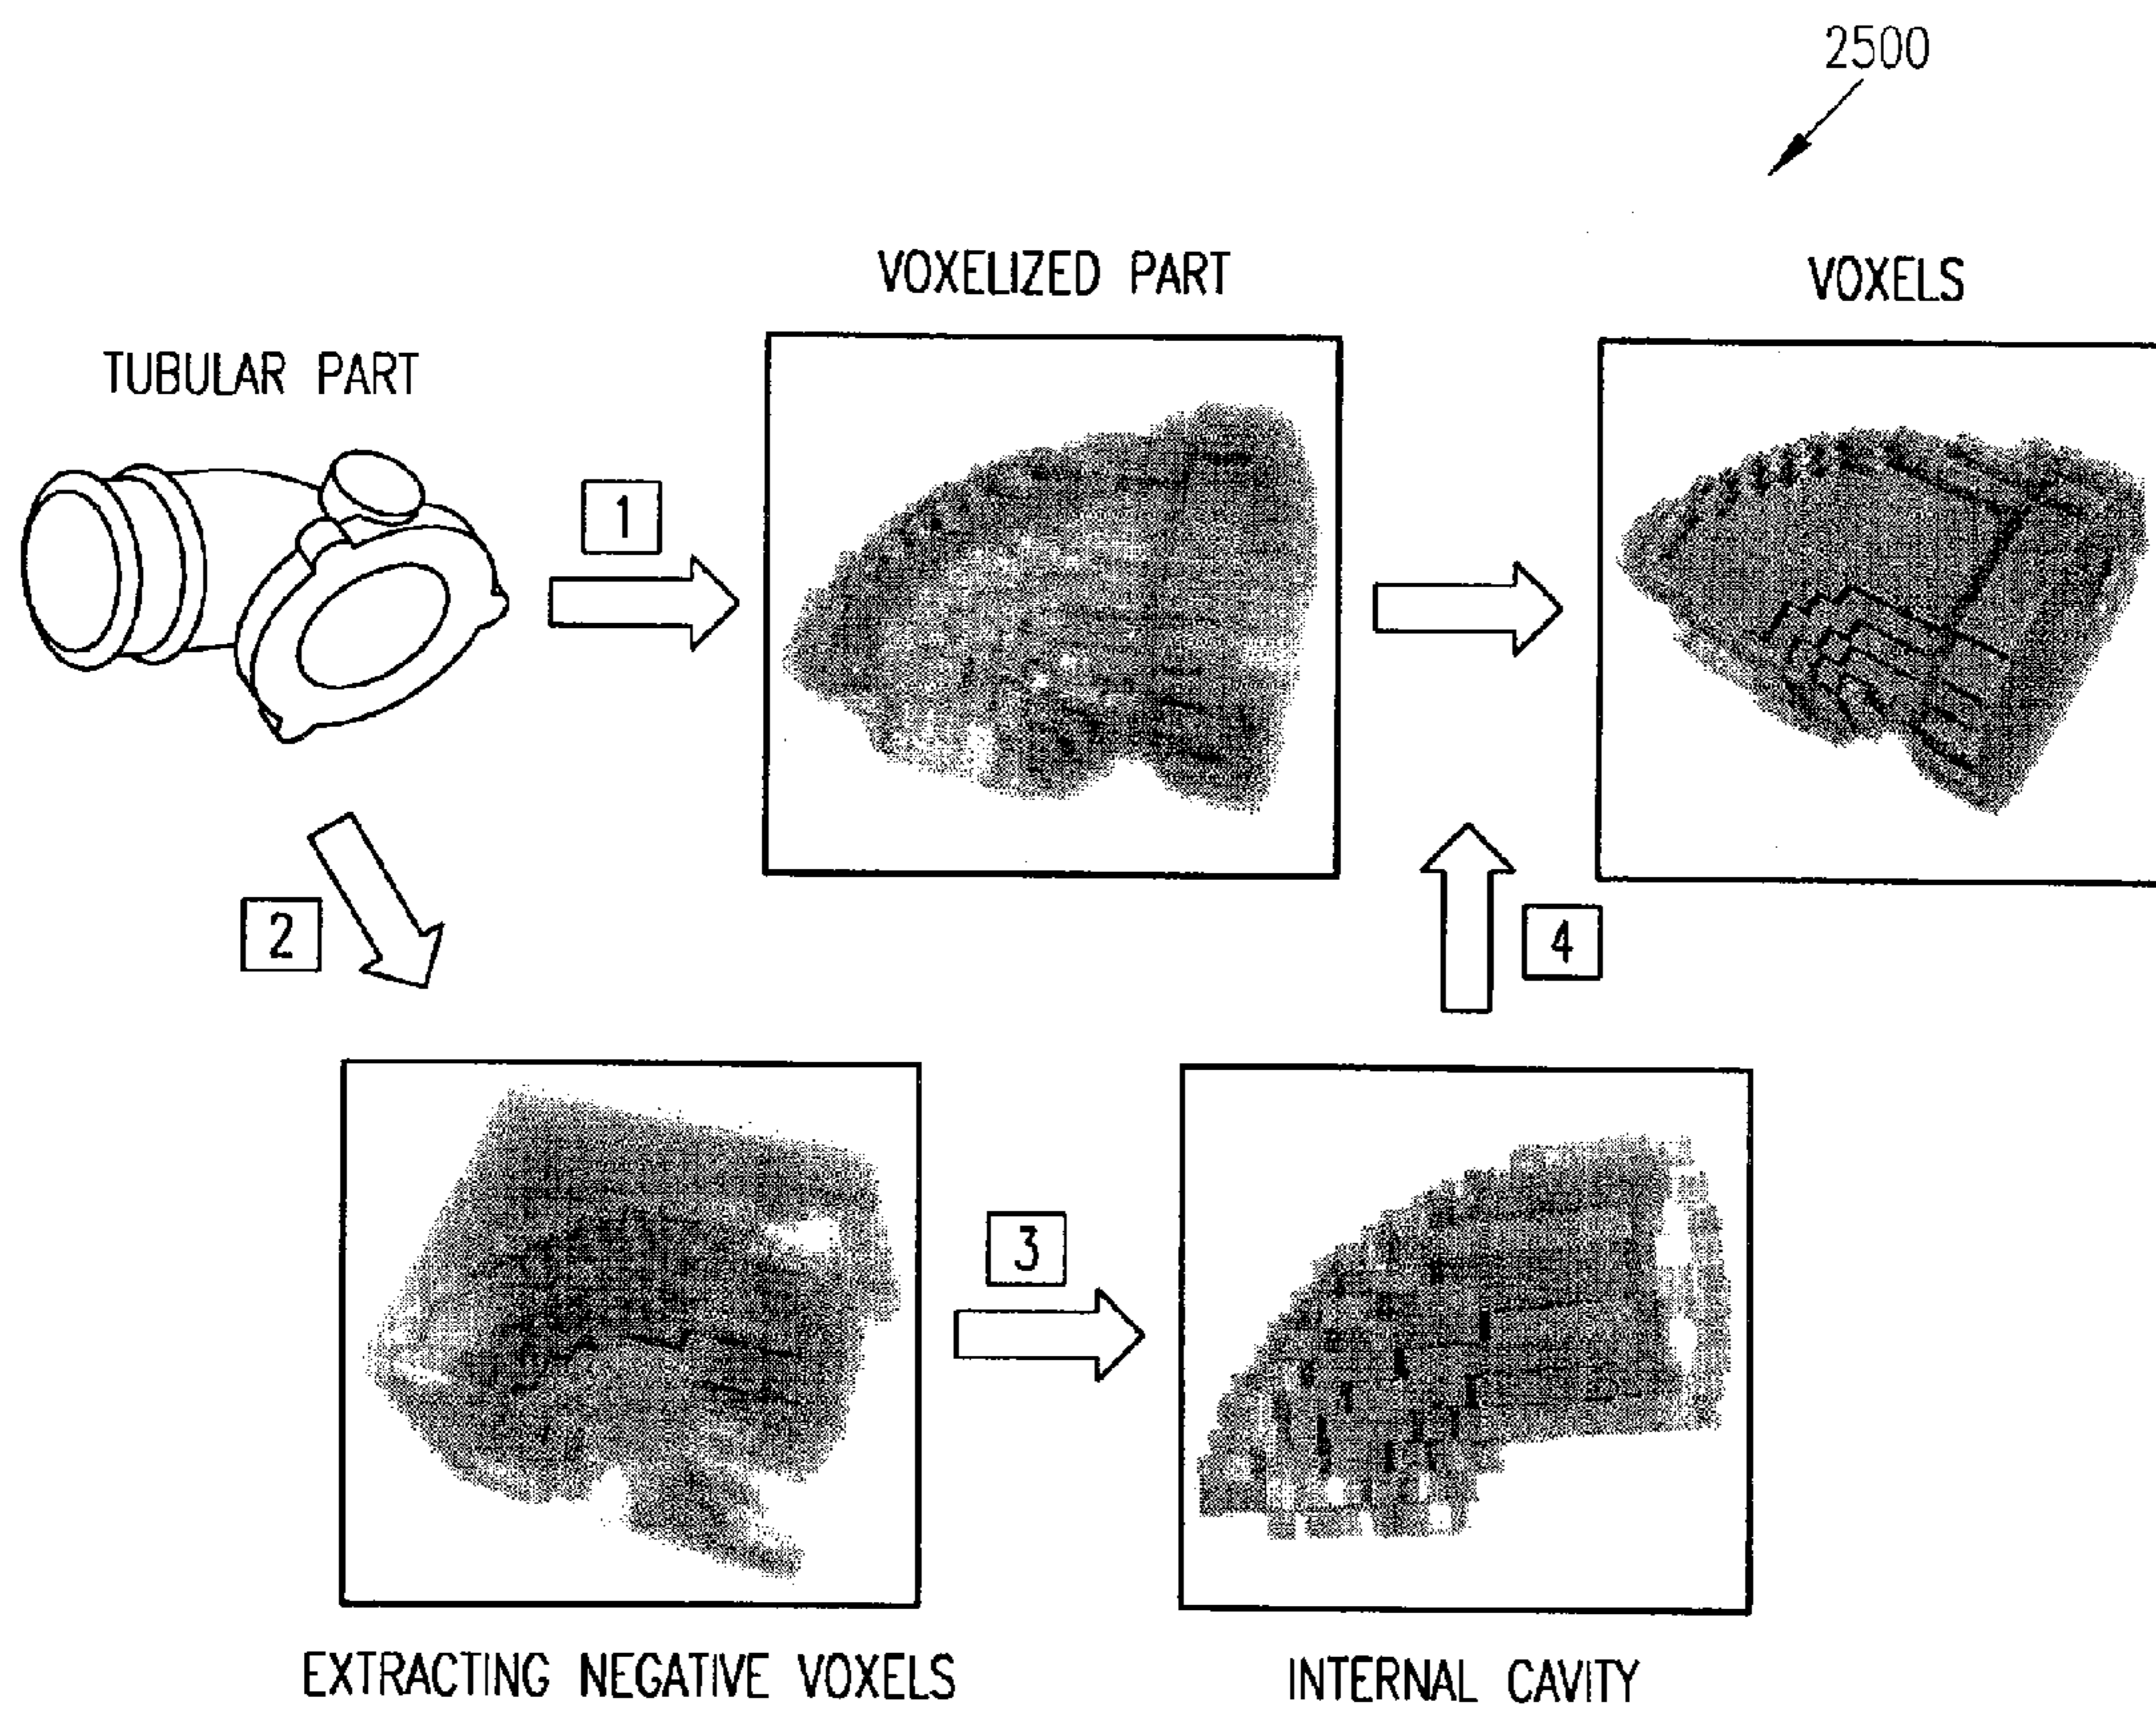 2500
VOXELIZED PART
VOXELS
TUBULAR PART
1
2
4
3
EXTRACTING NEGATIVE VOXELS
INTERNAL CAVITY